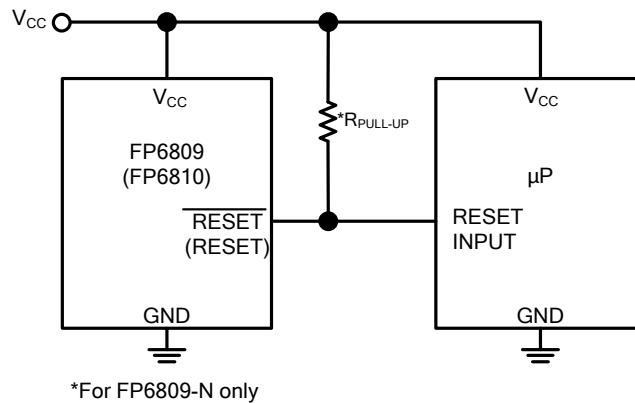 VCC
VCC
FP6809
(FP6810)
RESET
(RESET)
GND
*RPULL-UP
VCC
µP
RESET
INPUT
GND
*For FP6809-N only